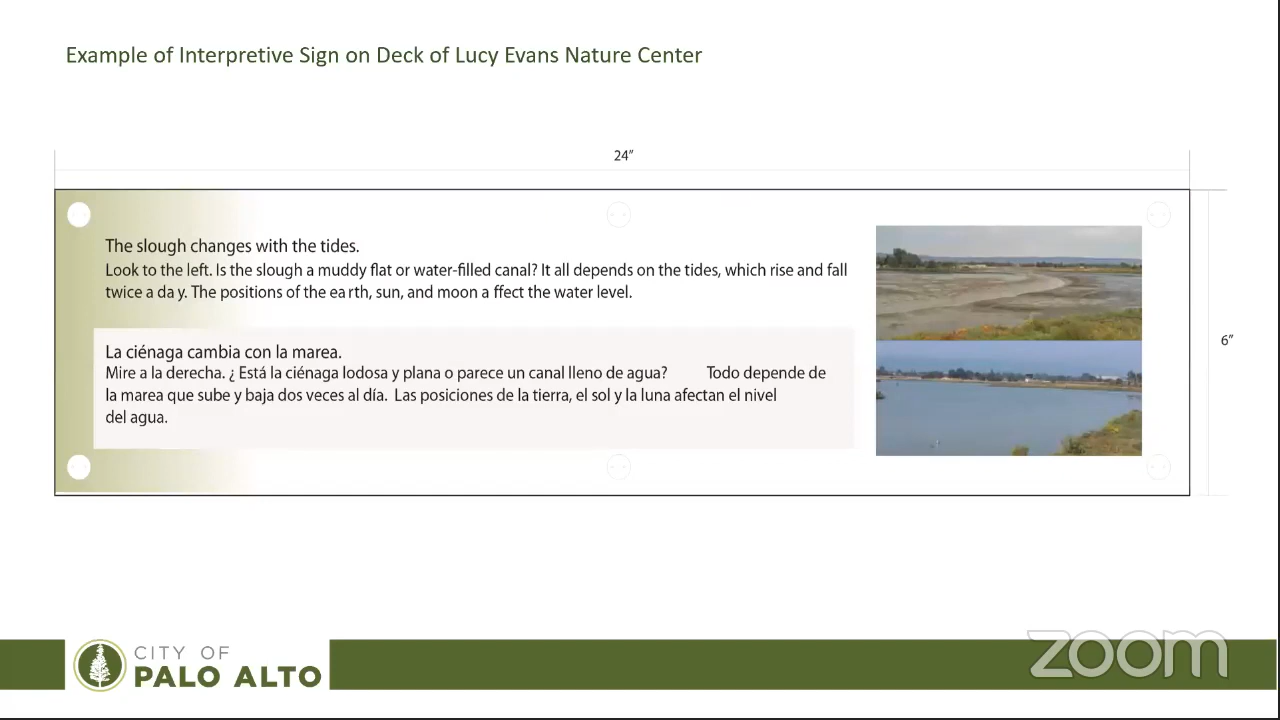 Example of Interpretive Sign on Deck of Lucy Evans Nature Center
24”
The slough changes with the tides.
Look to the left. Is the slough a muddy flat or water-filled canal? It all depends on the tides, which rise and fall
twice a da y. The positions of the ea rth, sun, and moon a ffect the water level.
6”
La ciénaga cambia con la marea.
Mire a la derecha. ¿ Está la ciénaga lodosa y plana o parece un canal lleno de agua? Todo depende de
la marea que sube y baja dos veces al día. Las posiciones de la tierra, el sol y la luna afectan el nivel
del agua.
CITY OF
PALO ALTO
zoom